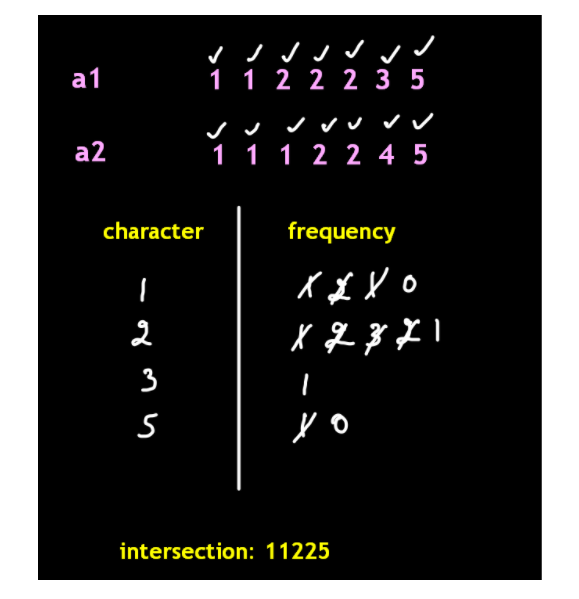 a1 1 1 2 2 2 3 5
a2 1 1 1 2 2 4 5
character frequency
1 1 2 1 0
2 1 2 3 2 1
3 1
5 1 0
intersection: 11225